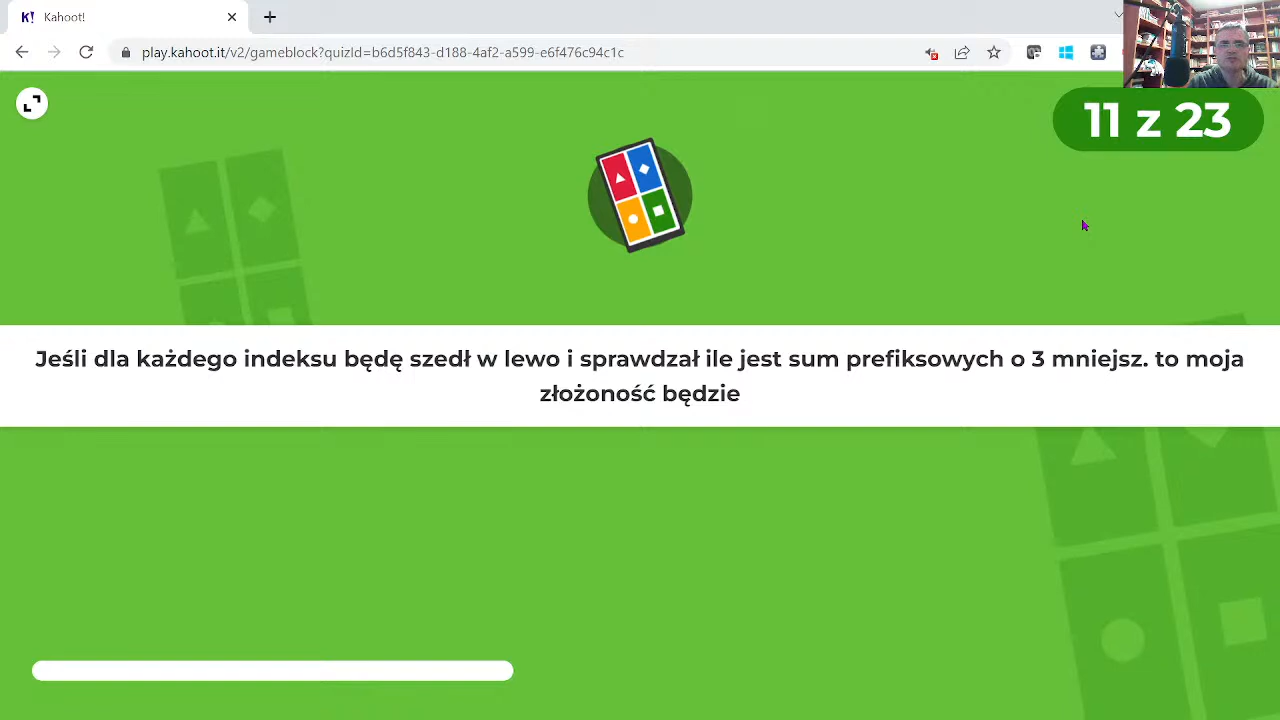 K! Kahoot!
play.kahoot.it/v2/gameblock?quizId=b6d5f843-d188-4af2-a599-e6f476c94c1c
11 z 23
Jeśli dla każdego indeksu będę szedł w lewo i sprawdzał ile jest sum prefiksowych o 3 mniejsz. to moja
złożoność będzie